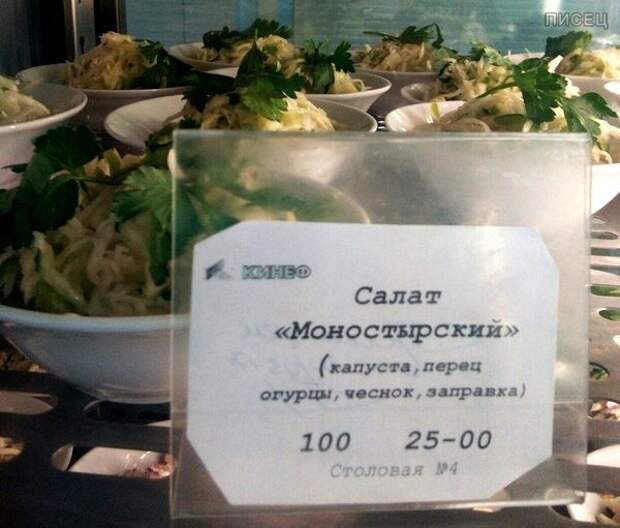 писец
КИНЕФ
Салат
«Моностырский»
(капуста,перец
огурцы,чеснок,заправка)
100 25-00
Столовая №4